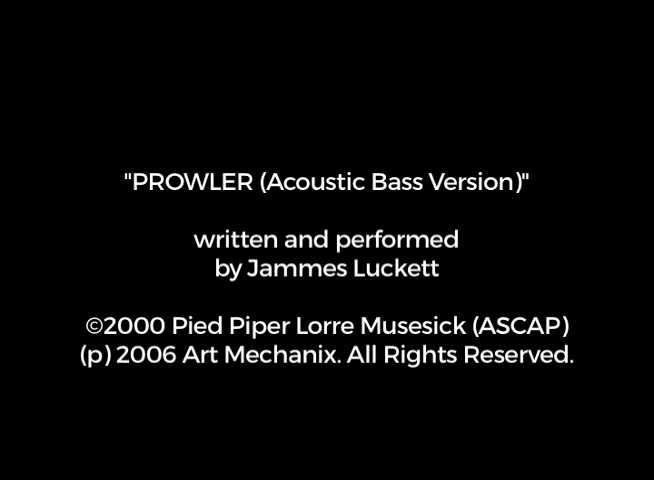 "PROWLER (Acoustic Bass Version)"
written and performed
by Jammes Luckett
©2000 Pied Piper Lorre Musesick (ASCAP)
(p) 2006 Art Mechanix. All Rights Reserved.